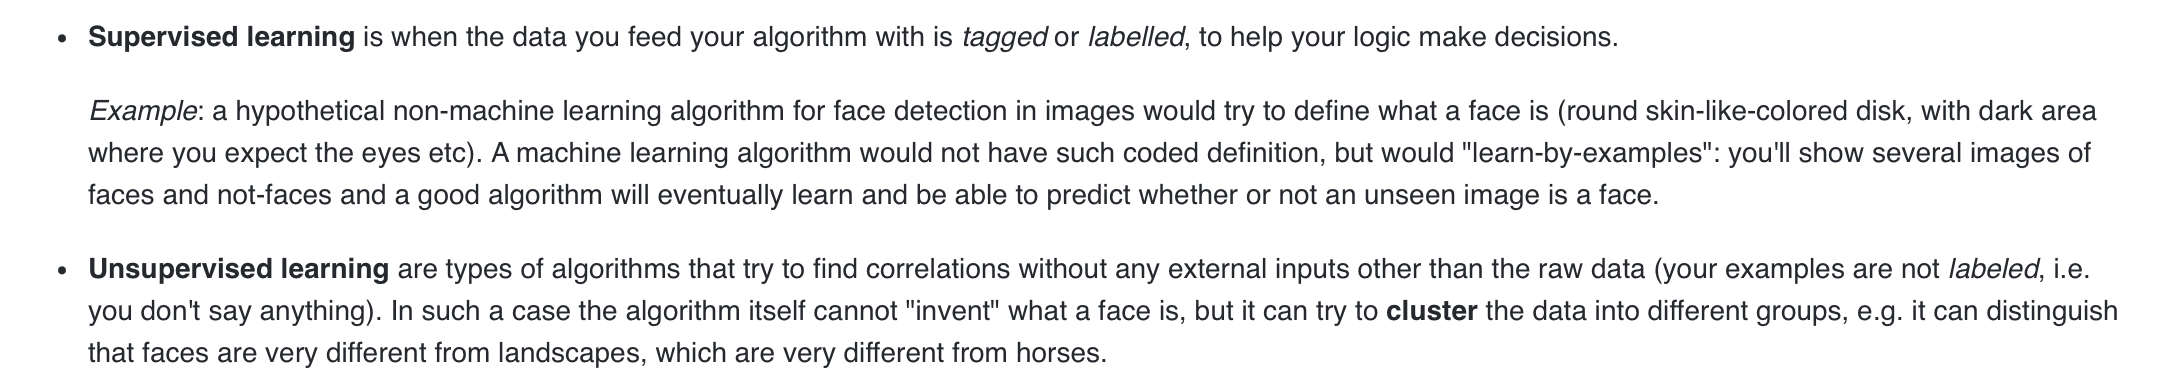 • Supervised learning is when the data you feed your algorithm with is tagged or labelled, to help your logic make decisions.
Example: a hypothetical non-machine learning algorithm for face detection in images would try to define what a face is (round skin-like-colored disk, with dark area
where you expect the eyes etc). A machine learning algorithm would not have such coded definition, but would "learn-by-examples": you'll show several images of
faces and not-faces and a good algorithm will eventually learn and be able to predict whether or not an unseen image is a face.
• Unsupervised learning are types of algorithms that try to find correlations without any external inputs other than the raw data (your examples are not labeled, i.e.
you don't say anything). In such a case the algorithm itself cannot "invent" what a face is, but it can try to cluster the data into different groups, e.g. it can distinguish
that faces are very different from landscapes, which are very different from horses.